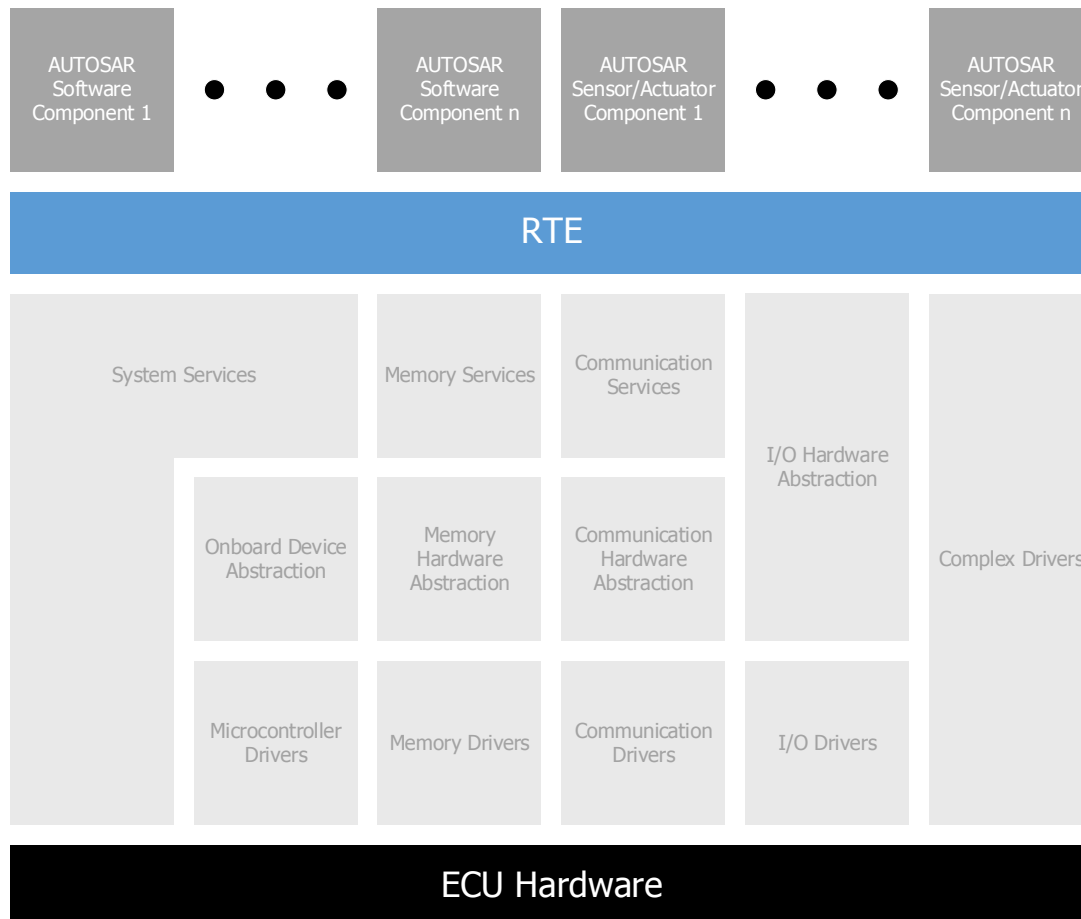 AUTOSAR
Software
Component 1
AUTOSAR
Software
Component n
AUTOSAR
Sensor/Actuator
Component 1
AUTOSAR
Sensor/Actuator
Component n
RTE
System Services
Memory Services
Communication
Services
I/O Hardware
Abstraction
Onboard Device
Abstraction
Memory
Hardware
Abstraction
Communication
Hardware
Abstraction
Complex Drivers
Microcontroller
Drivers
Memory Drivers
Communication
Drivers
I/O Drivers
ECU Hardware